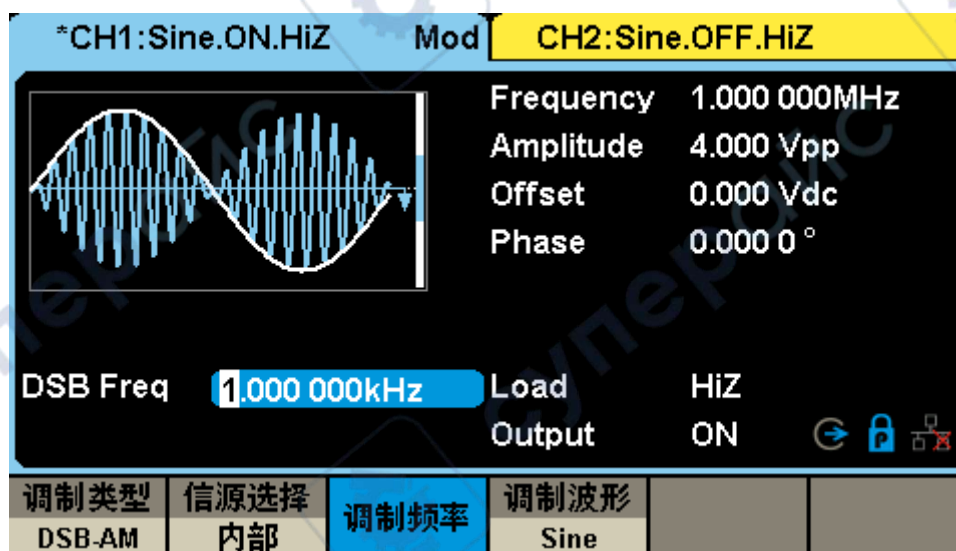 *CH1:Sine.ON.HiZ Mod CH2:Sine.OFF.HiZ
Frequency 1.000 000MHz
Amplitude 4.000 Vpp
Offset 0.000 Vdc
Phase 0.000 0 °
DSB Freq 1.000 000kHz Load HiZ
Output ON
调制类型 信源选择 调制频率 调制波形
DSB-AM 内部 Sine
суперайс